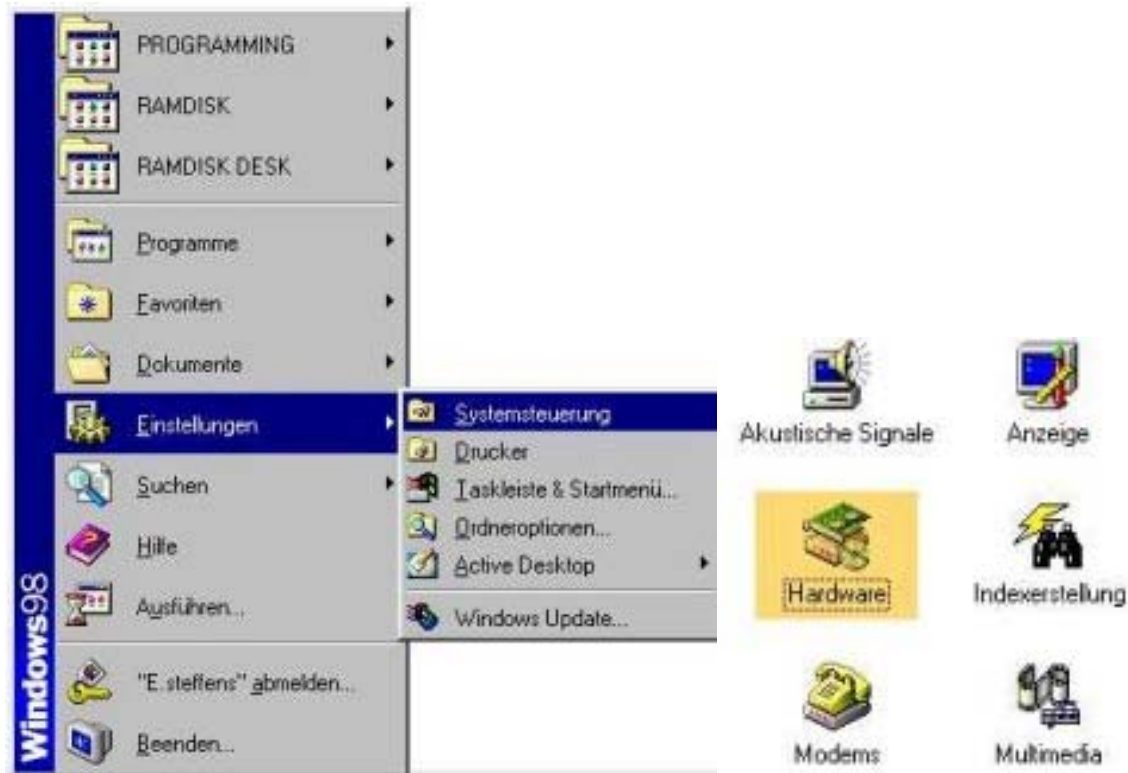 PROGRAMMING
RAMDISK
RAMDISK DESK
Programme
Favoriten
Dokumente
Einstellungen
Suchen
Hilfe
Ausführen...
"E.steffens" abmelden...
Beenden...
Windows98
Systemsteuerung
Drucker
Taskleiste & Startmenü...
Ordneroptionen...
Active Desktop
Windows Update...
Akustische Signale
Anzeige
Hardware
Indexerstellung
Modems
Multimedia